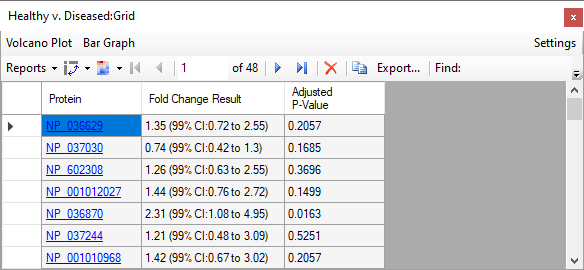 Healthy v. Diseased:Grid
Volcano Plot Bar Graph Settings
Reports 1 of 48 Export... Find:
Protein Fold Change Result Adjusted P-Value
NP_036629 1.35 (99% CI:0.72 to 2.55) 0.2057
NP_037030 0.74 (99% CI:0.42 to 1.3) 0.1685
NP_602308 1.26 (99% CI:0.63 to 2.55) 0.3696
NP_001012027 1.44 (99% CI:0.76 to 2.72) 0.1499
NP_036870 2.31 (99% CI:1.08 to 4.95) 0.0163
NP_037244 1.21 (99% CI:0.48 to 3.09) 0.5251
NP_001010968 1.42 (99% CI:0.67 to 3.02) 0.2057